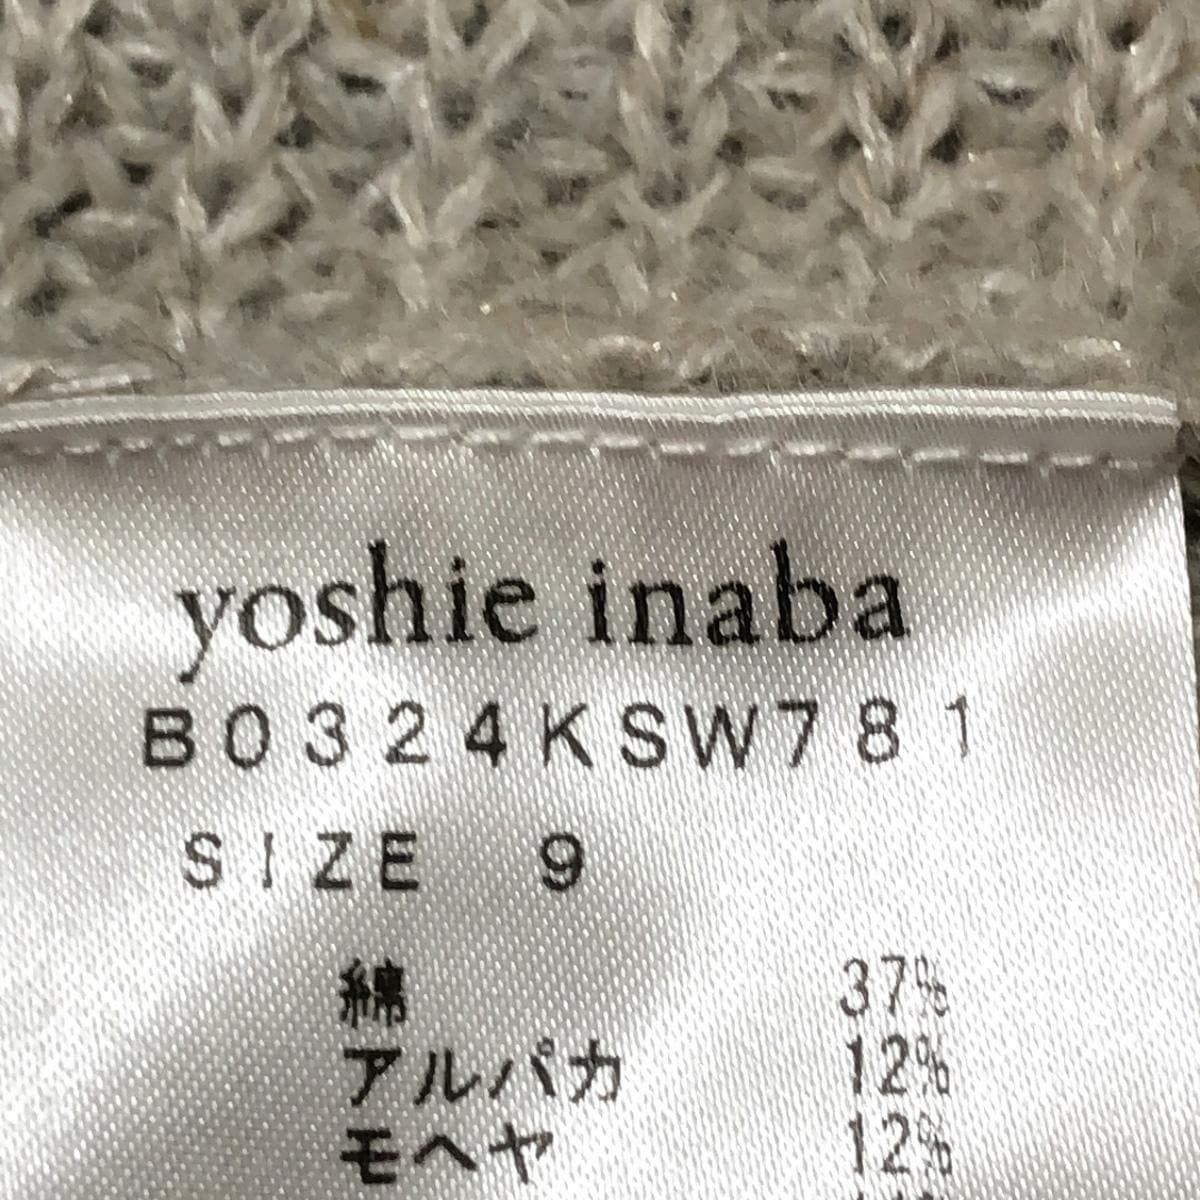 yoshie inaba
B0324KSW781
SIZE 9
綿 37%
アルパカ 12%
モヘヤ 12%